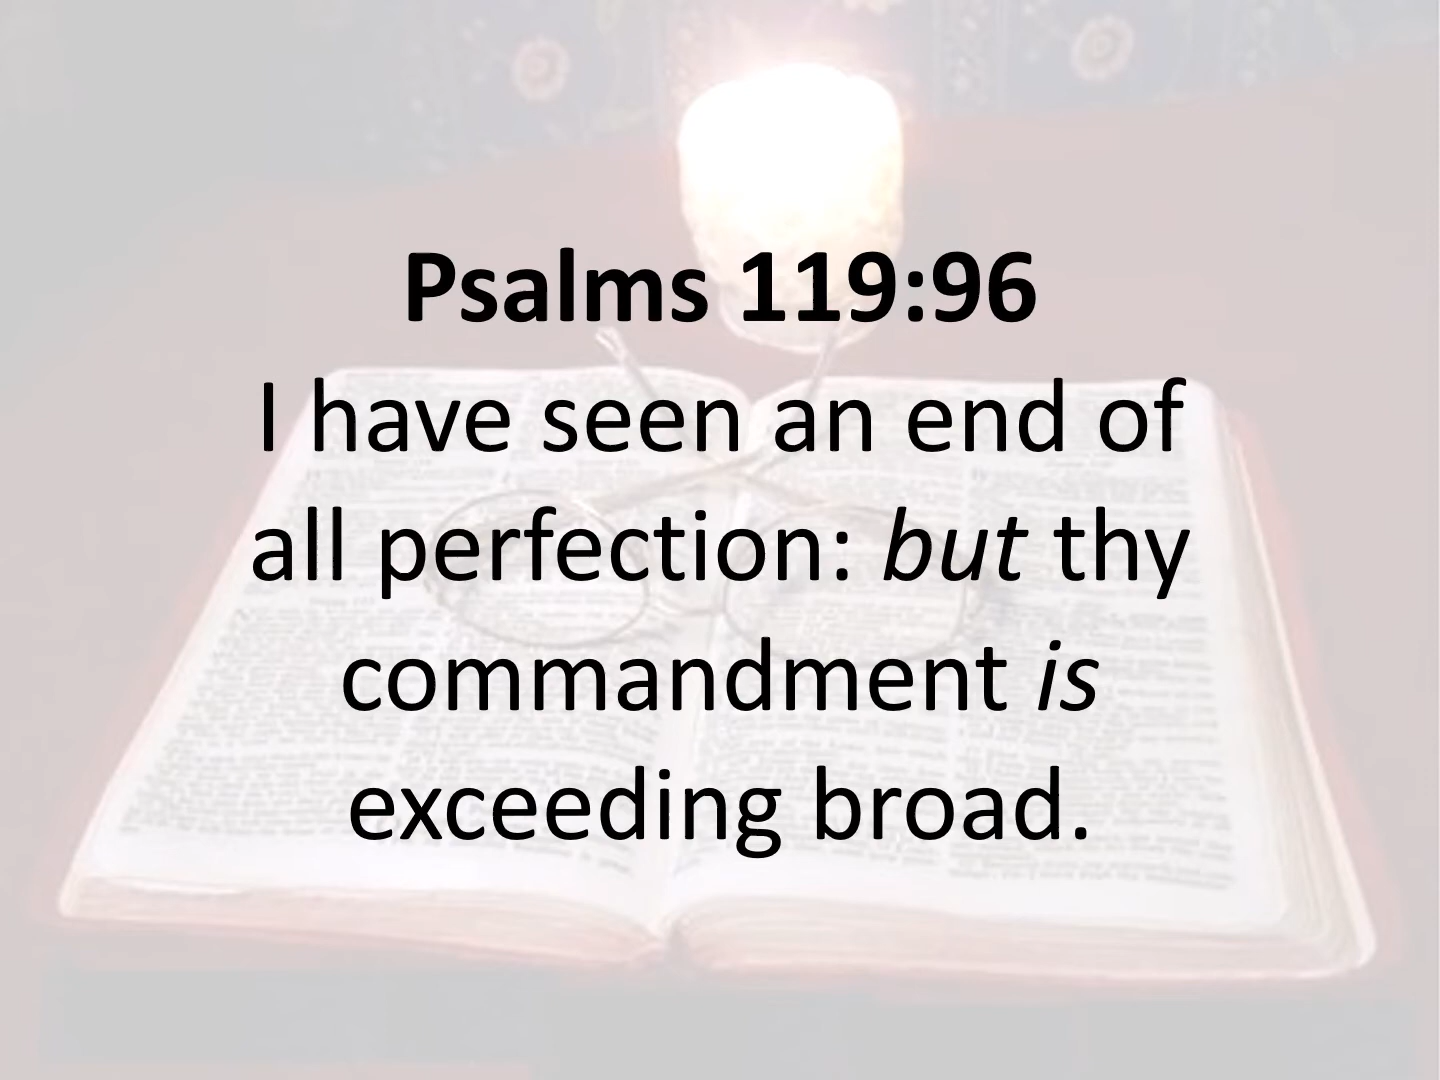 Psalms 119:96
I have seen an end of
all perfection: but thy
commandment is
exceeding broad.